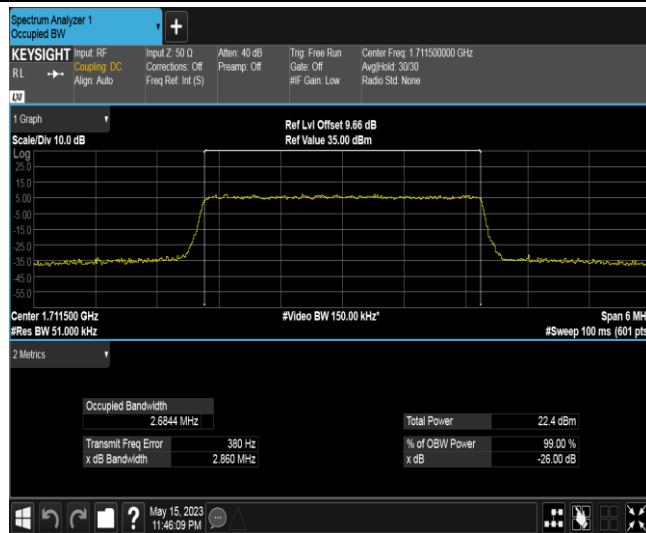 Spectrum Analyzer 1
Occupied BW
+
KEYSIGHT
RL
Input: RF
Coupling: DC
Align: Auto
Input Z: 50 Ω
Corrections: Off
Freq Ref: Int (S)
Atten: 40 dB
Preamp: Off
Trig: Free Run
Gate: Off
#IF Gain: Low
Center Freq: 1.711500000 GHz
Avg|Hold: 30/30
Radio Std: None
1 Graph
Scale/Div 10.0 dB
Ref Lvl Offset 9.66 dB
Ref Value 35.00 dBm
Log
25.0
15.0
5.00
-5.00
-15.0
-25.0
-35.0
-45.0
-55.0
Center 1.711500 GHz
#Video BW 150.00 kHz*
Span 6 MH
#Res BW 51.000 kHz
#Sweep 100 ms (601 pts
2 Metrics
Occupied Bandwidth
2.6844 MHz
Total Power 22.4 dBm
Transmit Freq Error 380 Hz
% of OBW Power 99.00 %
x dB Bandwidth 2.860 MHz
x dB -26.00 dB
?
May 15, 2023
11:46:09 PM